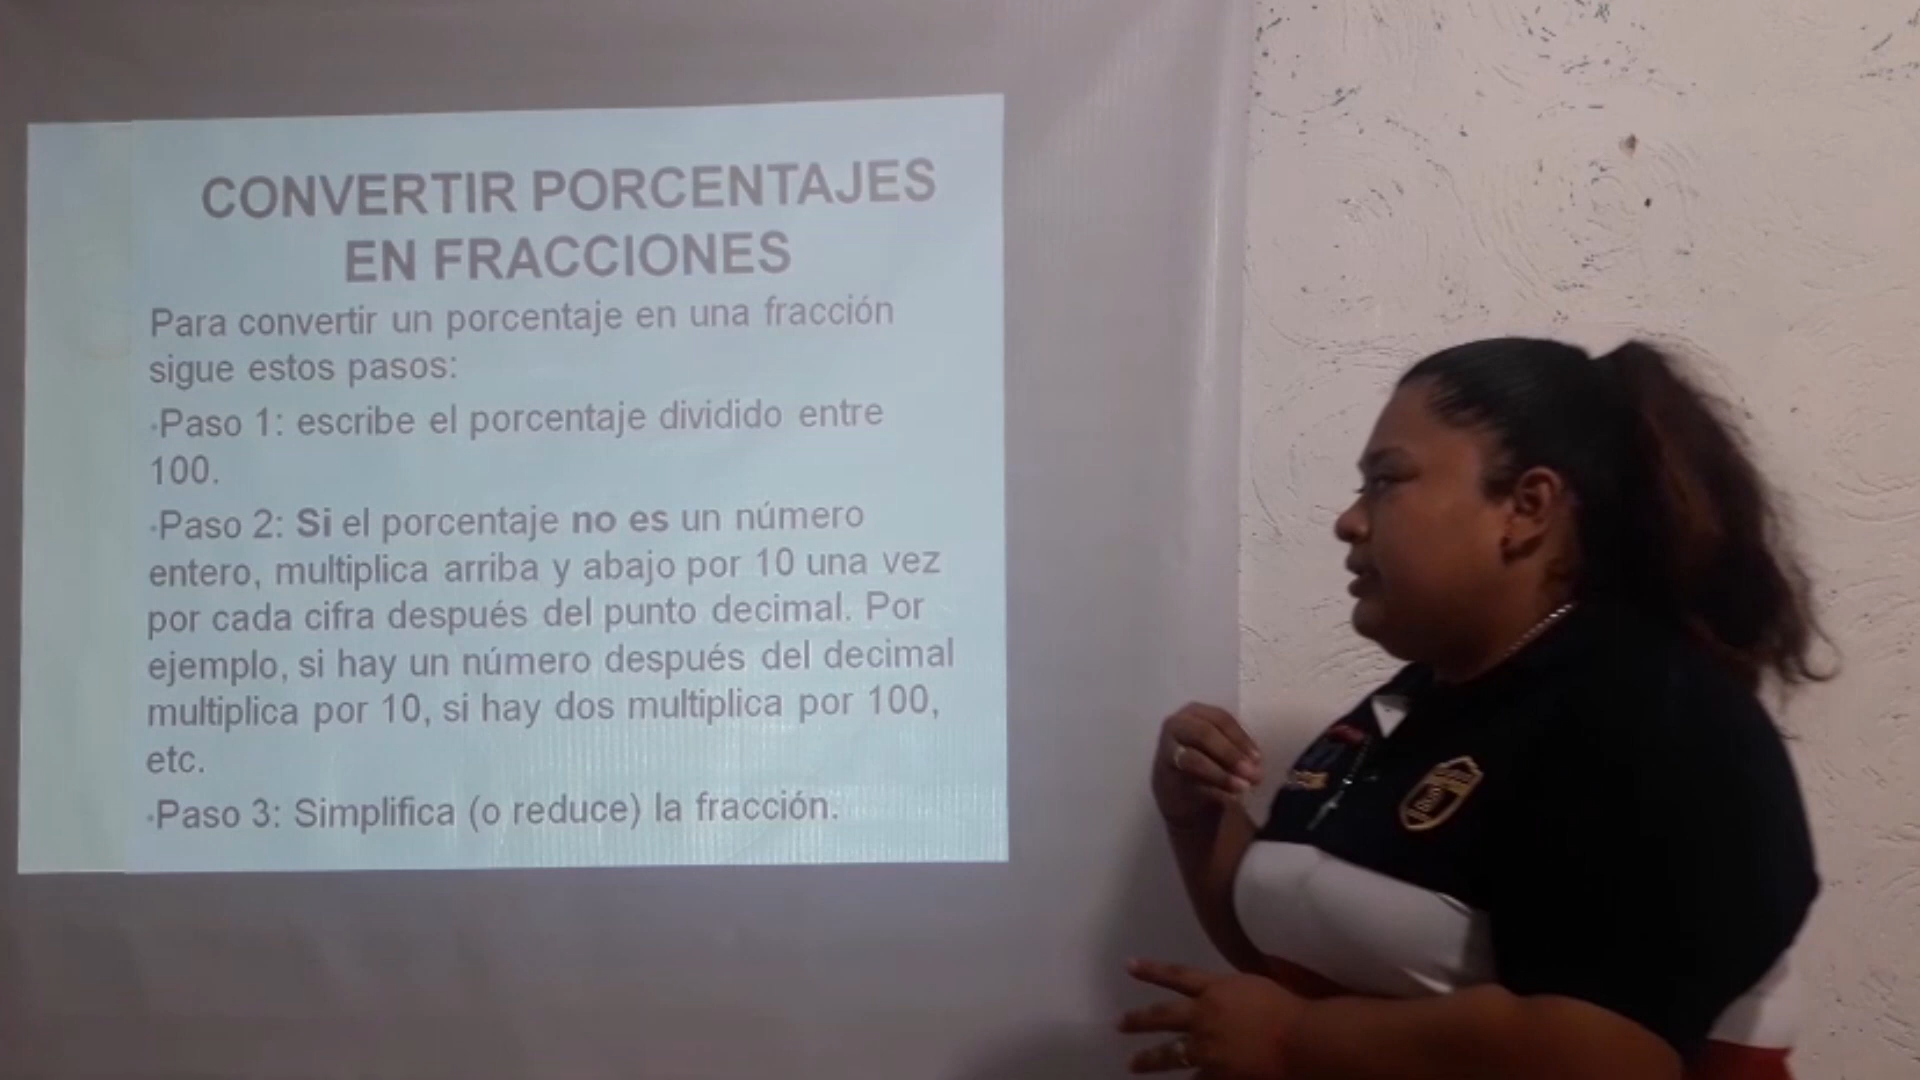 CONVERTIR PORCENTAJES
EN FRACCIONES
Para convertir un porcentaje en una fracción
sigue estos pasos:
•Paso 1: escribe el porcentaje dividido entre
100.
•Paso 2: Si el porcentaje no es un número
entero, multiplica arriba y abajo por 10 una vez
por cada cifra después del punto decimal. Por
ejemplo, si hay un número después del decimal
multiplica por 10, si hay dos multiplica por 100,
etc.
•Paso 3: Simplifica (o reduce) la fracción.